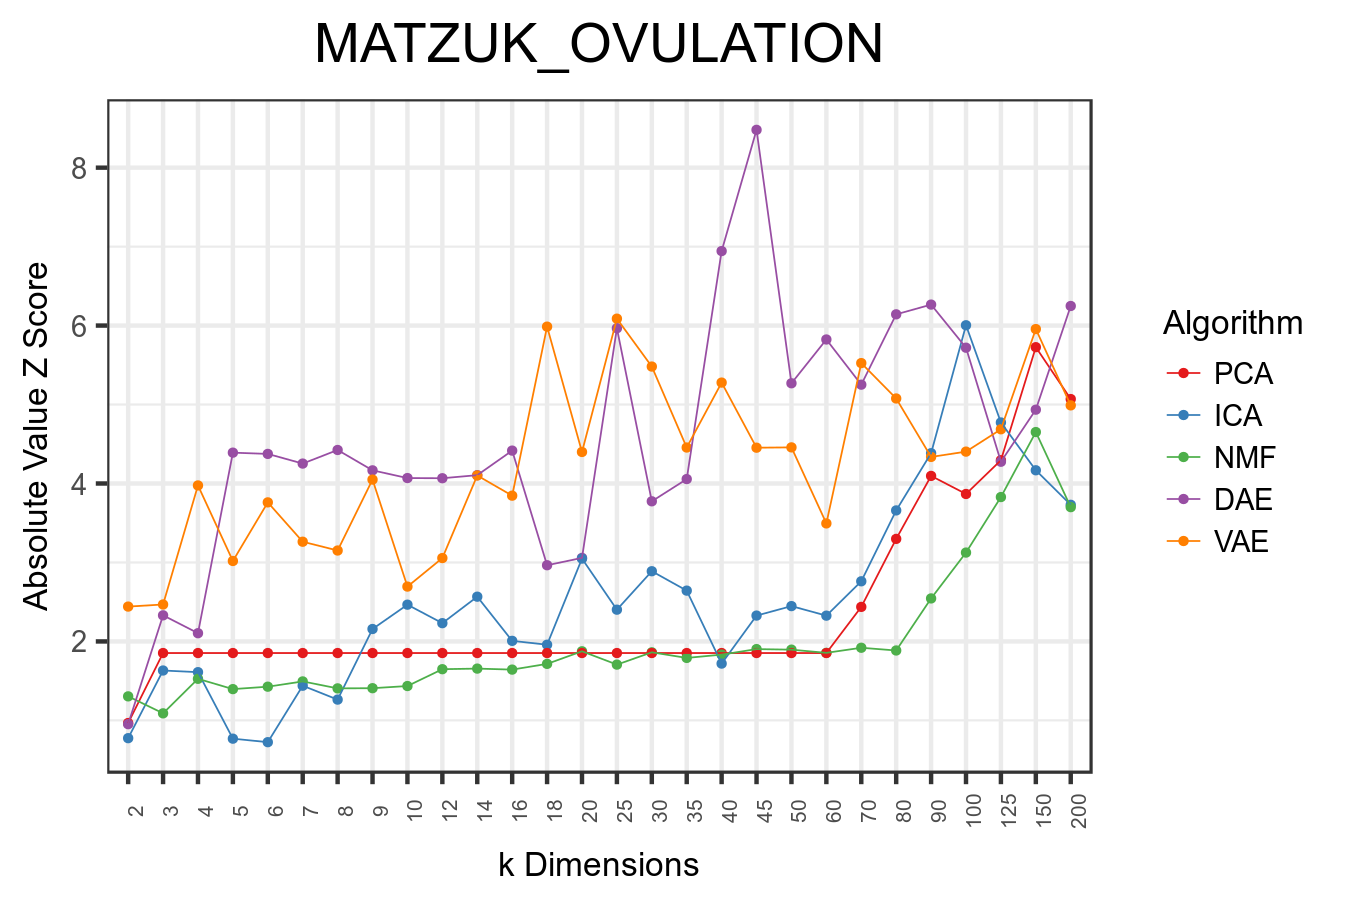 MATZUK_OVULATION
Absolute Value Z Score
8
6
4
2
2 3 4 5 6 7 8 9 10 12 14 16 18 20 25 30 35 40 45 50 60 70 80 90 100 125 150 200
k Dimensions
Algorithm
PCA
ICA
NMF
DAE
VAE